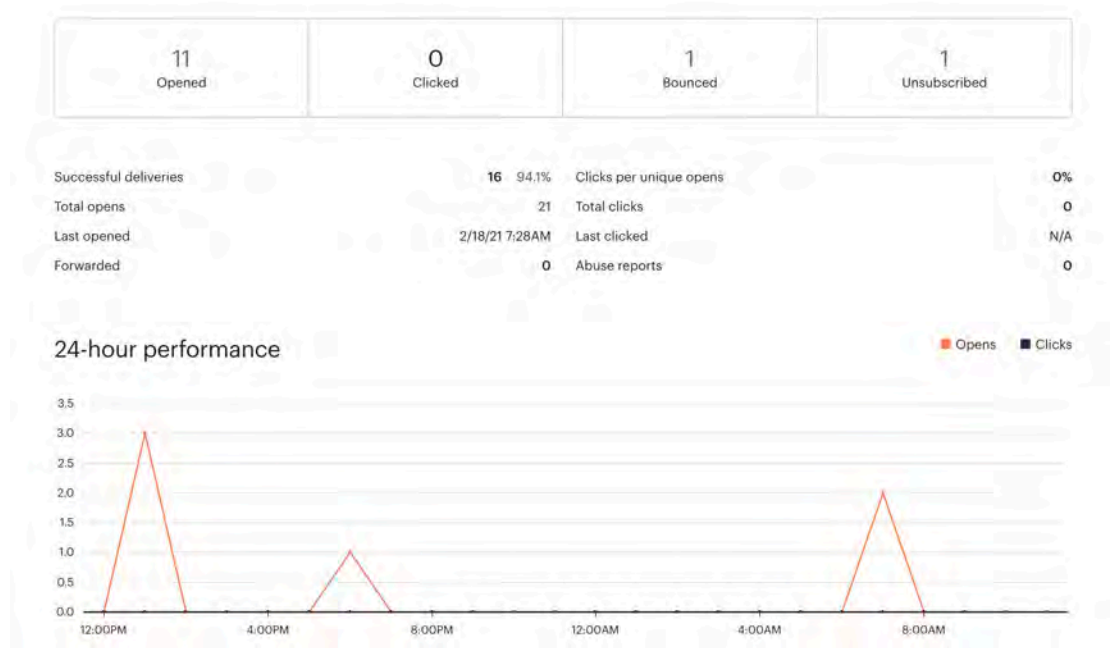 11 0 1 1
Opened Clicked Bounced Unsubscribed
Successful deliveries 16 94.1% Clicks per unique opens 0%
Total opens 21 Total clicks 0
Last opened 2/18/21 7:28AM Last clicked N/A
Forwarded 0 Abuse reports 0
24-hour performance Opens Clicks
3.5
3.0
2.5
2.0
1.5
1.0
0.5
0.0
12:00PM 4:00PM 8:00PM 12:00AM 4:00AM 8:00AM